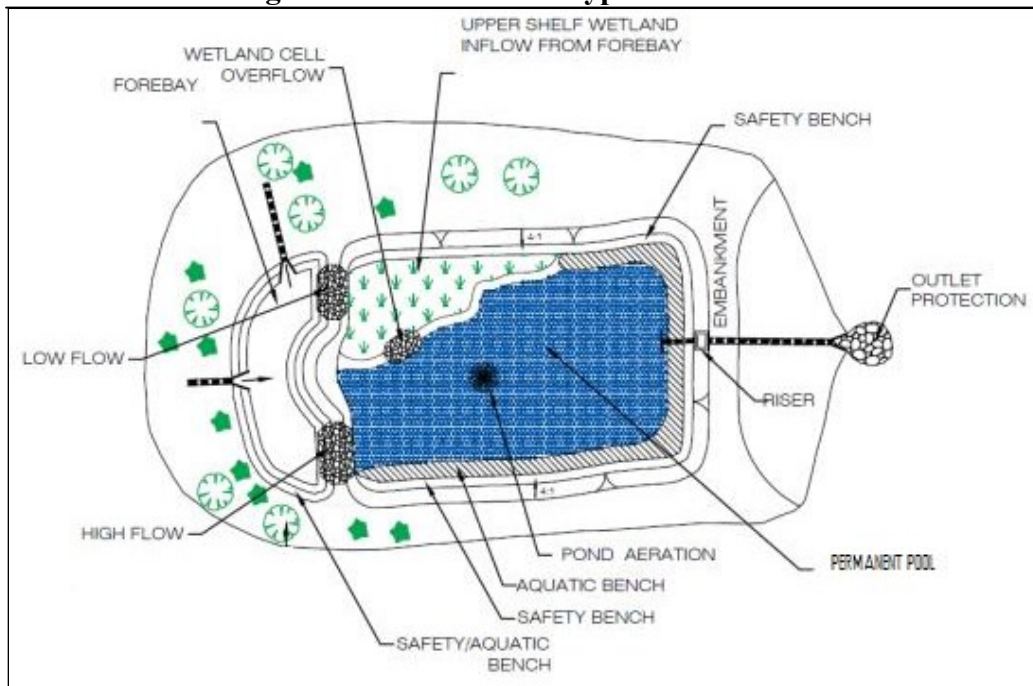 UPPER SHELF WETLAND
INFLOW FROM FOREBAY
WETLAND CELL
OVERFLOW
FOREBAY
SAFETY BENCH
4:1
EMBANKMENT
OUTLET
PROTECTION
LOW FLOW
RISER
4:1
HIGH FLOW
POND AERATION
PERMANENT POOL
AQUATIC BENCH
SAFETY BENCH
SAFETY/AQUATIC
BENCH